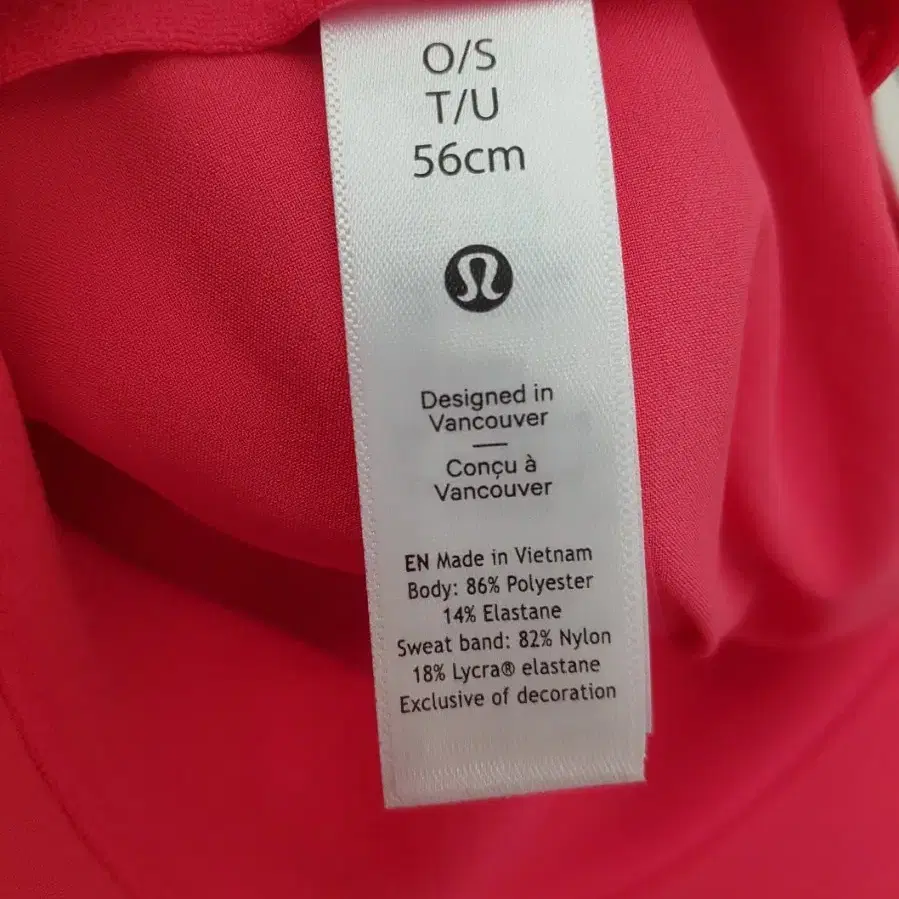 O/S
T/U
56cm
Designed in
Vancouver
Conçu à
Vancouver
EN Made in Vietnam
Body: 86% Polyester
14% Elastane
Sweat band: 82% Nylon
18% Lycra® elastane
Exclusive of decoration